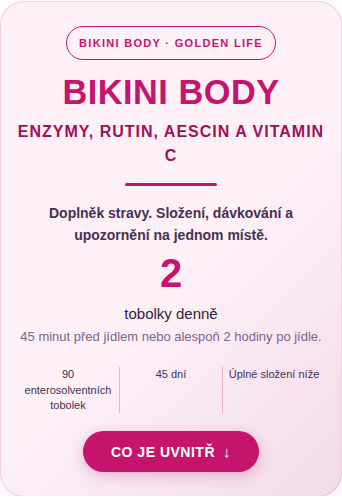 BIKINI BODY · GOLDEN LIFE
BIKINI BODY
ENZYMY, RUTIN, AESCIN A VITAMIN
C
Doplněk stravy. Složení, dávkování a
upozornění na jednom místě.
2
tobolky denně
45 minut před jídlem nebo alespoň 2 hodiny po jídle.
90
enterosolventních
tobolek
45 dní
Úplné složení níže
CO JE UVNITŘ ↓